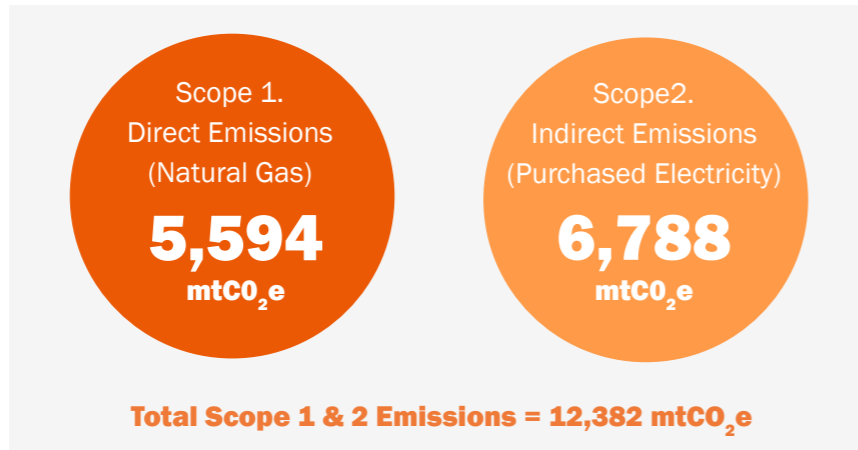 Scope 1.
Direct Emissions
(Natural Gas)
5,594
mtC0₂e
Scope2.
Indirect Emissions
(Purchased Electricity)
6,788
mtC0₂e
Total Scope 1 & 2 Emissions = 12,382 mtCO₂e